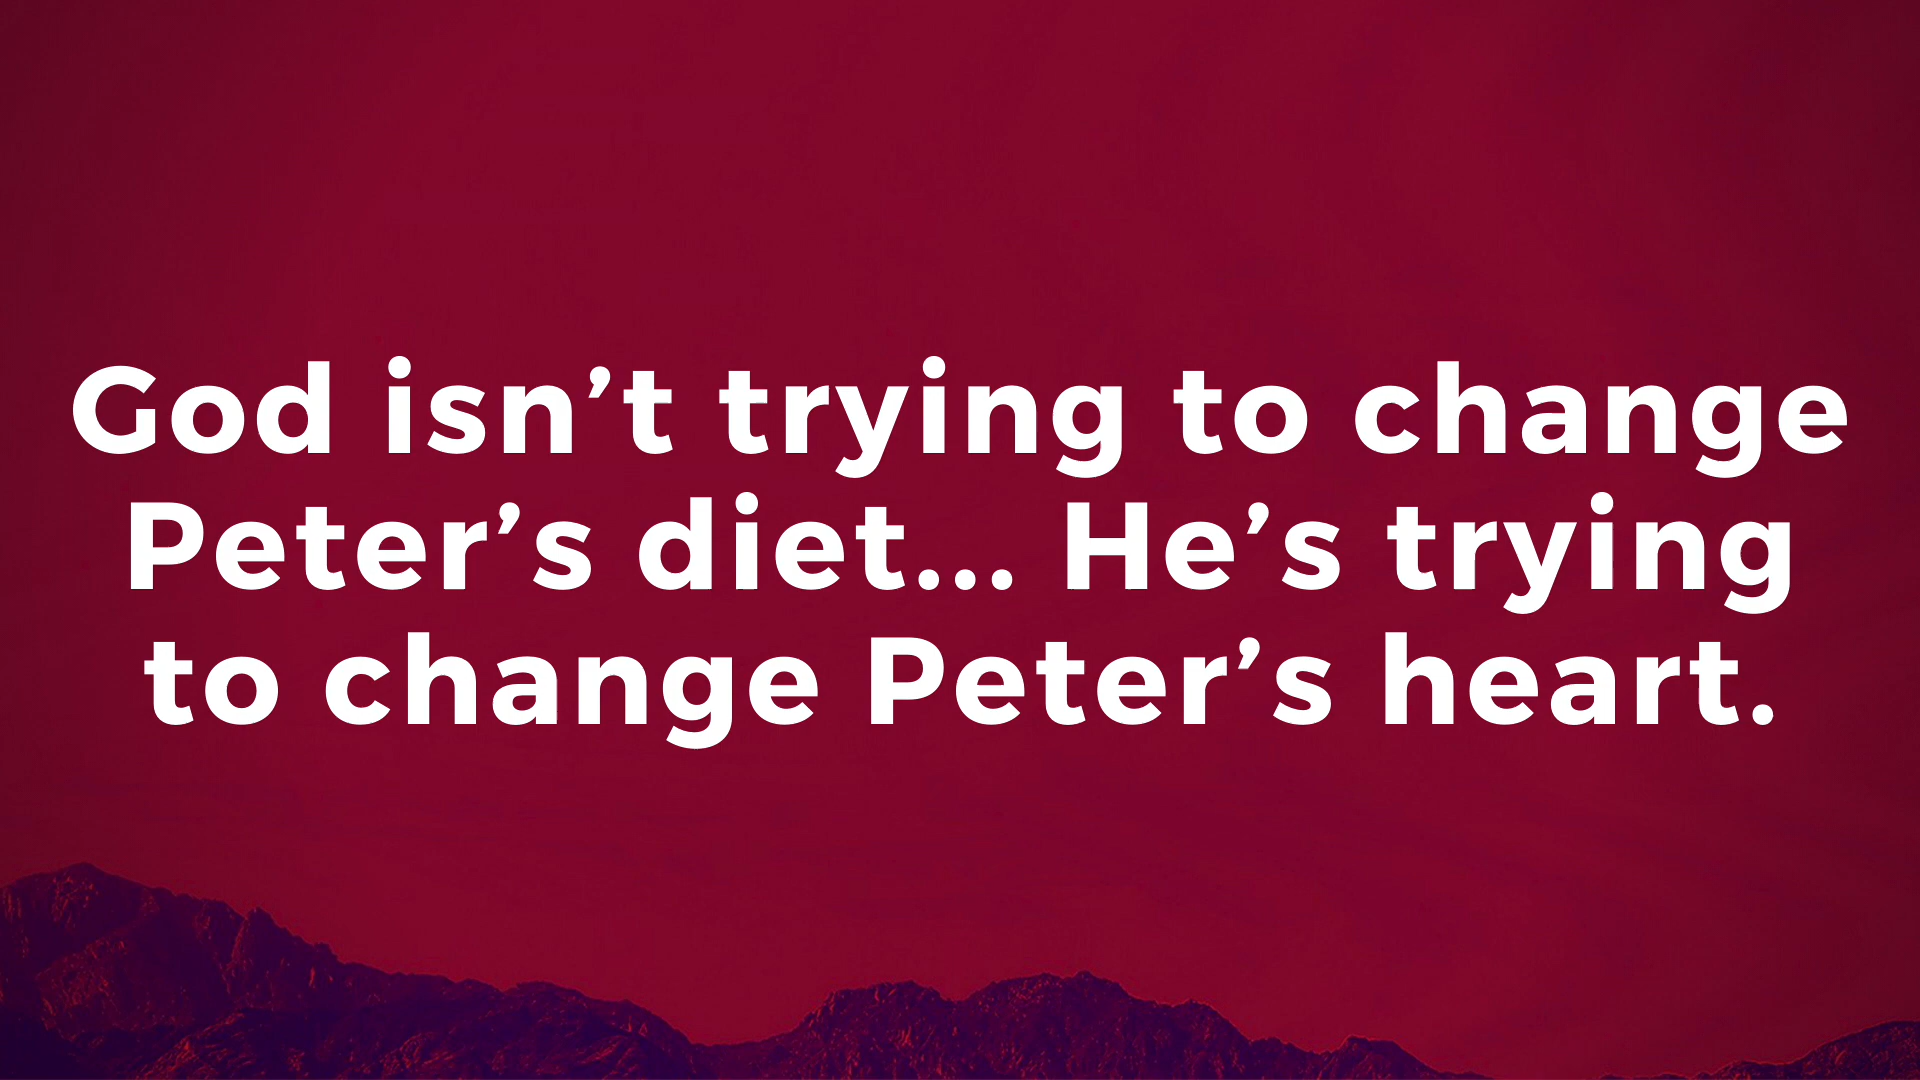 God isn’t trying to change
Peter’s diet... He’s trying
to change Peter’s heart.